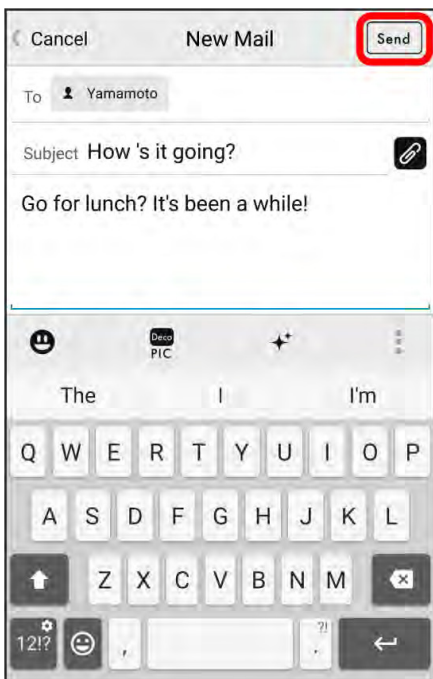 Cancel New Mail Send
To Yamamoto
Subject How 's it going?
Go for lunch? It's been a while!
Deco
PIC
The I I'm
Q W E R T Y U I O P
A S D F G H J K L
Z X C V B N M
12!? , . ?!